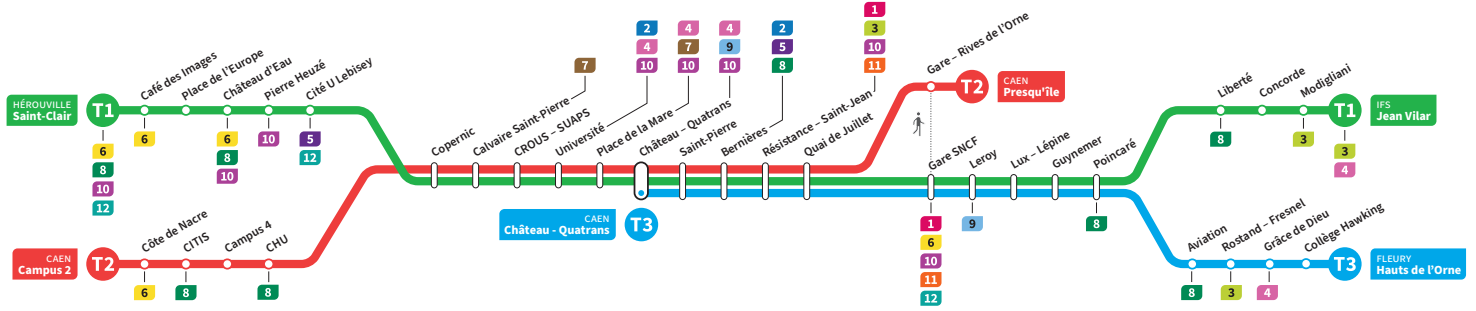 HÉROUVILLE
Saint-Clair
T1
6
8
10
12
Café des Images
6
Place de l'Europe
Château d'Eau
6
8
10
Pierre Heuzé
10
Cité U Lebisey
5
12
CAEN
Campus 2
T2
Côte de Nacre
6
CITIS
8
Campus 4
CHU
8
Copernic
Calvaire Saint-Pierre
7
CROUS – SUAPS
Université
2
4
10
Place de la Mare
4
7
10
Château – Quatrans
4
9
10
CAEN
Château - Quatrans
T3
Saint-Pierre
Bernières
2
5
8
Résistance – Saint-Jean
1
3
10
11
Quai de Juillet
Gare – Rives de l'Orne
T2
CAEN
Presqu'île
Gare SNCF
1
6
10
11
12
Leroy
9
Lux – Lépine
Guynemer
Poincaré
8
Liberté
8
Concorde
Modigliani
3
T1
3
4
IFS
Jean Vilar
Aviation
8
Rostand – Fresnel
3
Grâce de Dieu
4
Collège Hawking
T3
FLEURY
Hauts de l'Orne